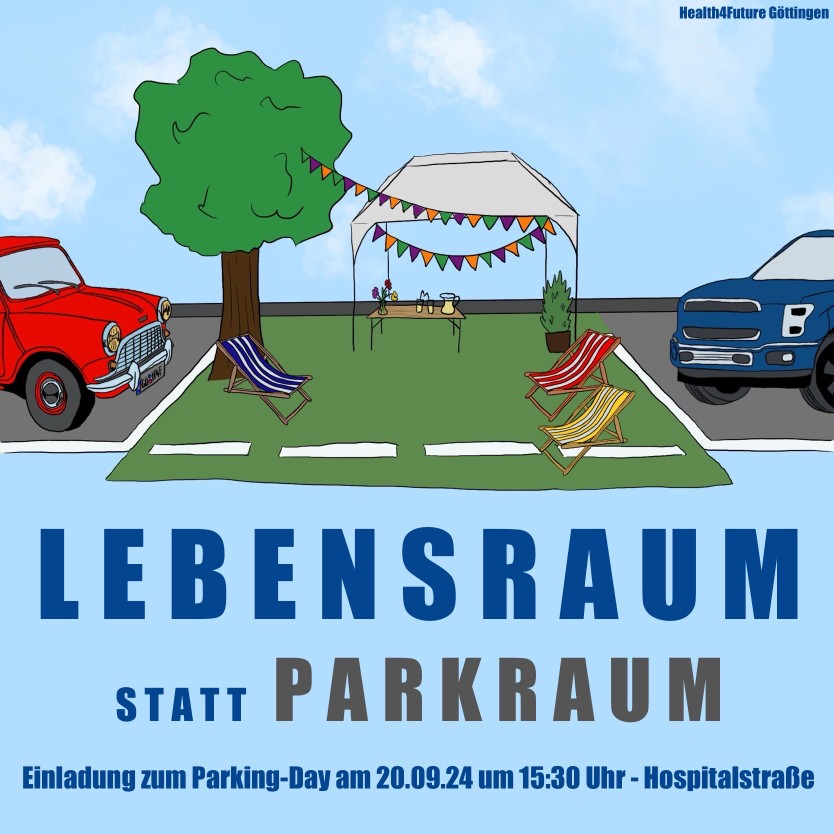 Health4Future Göttingen
LEBENSRAUM
STATT PARKRAUM
Einladung zum Parking-Day am 20.09.24 um 15:30 Uhr - Hospitalstraße